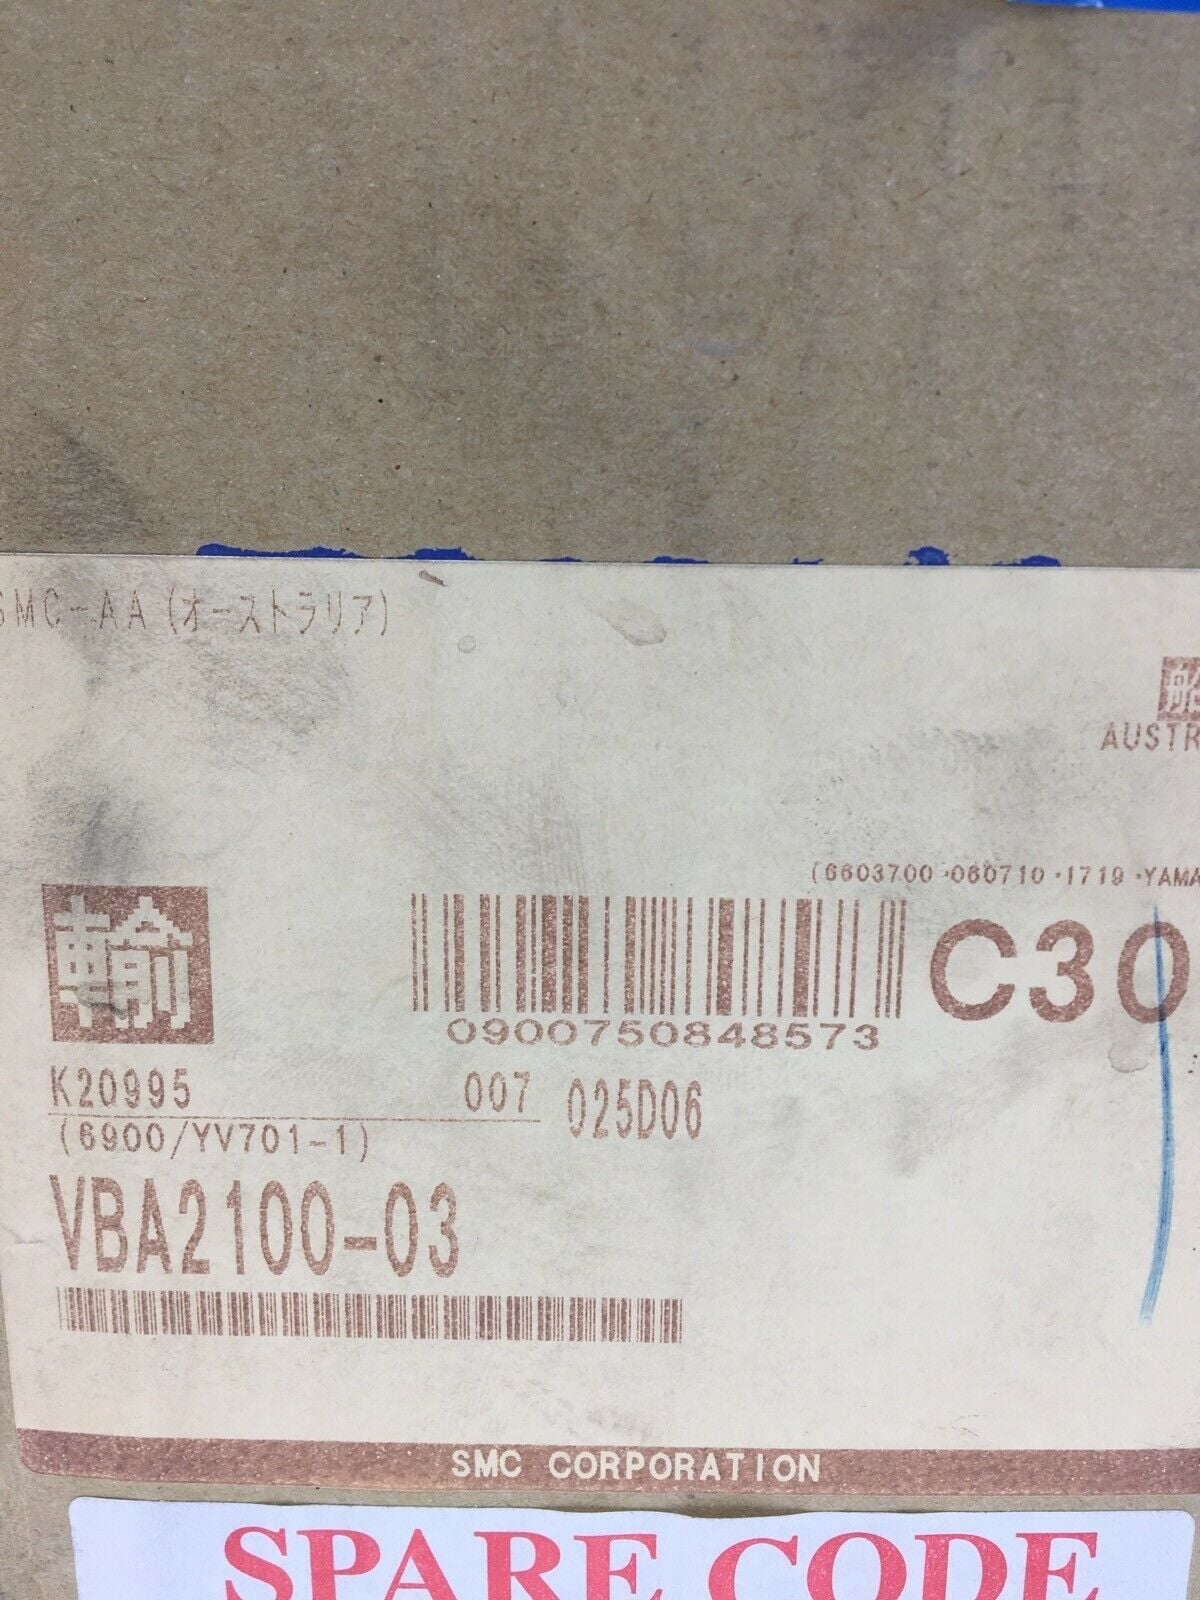 SMC-AA (オーストラリア)
AUSTR
(6603700・060710・1719・YAMA
輸
C30
0900750848573
K20995 007 025D06
(6900/YV701-1)
VBA2100-03
SMC CORPORATION
SPARE CODE